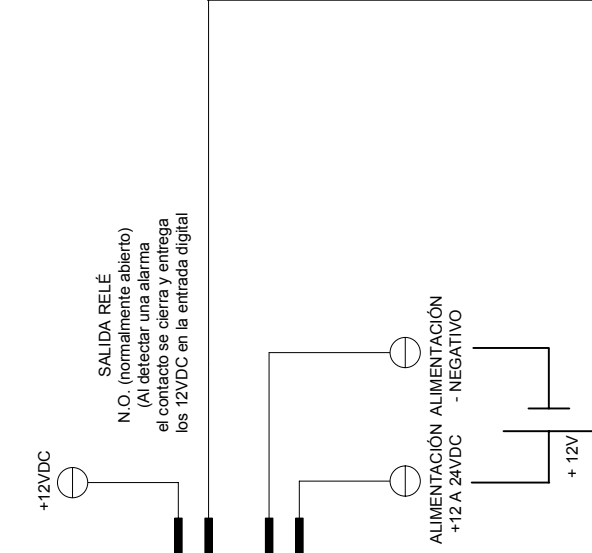 SALIDA RELÉ
N.O. (normalmente abierto)
(Al detectar una alarma
el contacto se cierra y entrega
los 12VDC en la entrada digital
+12VDC
ALIMENTACIÓN
- NEGATIVO
ALIMENTACIÓN
+12 A 24VDC
+ 12V